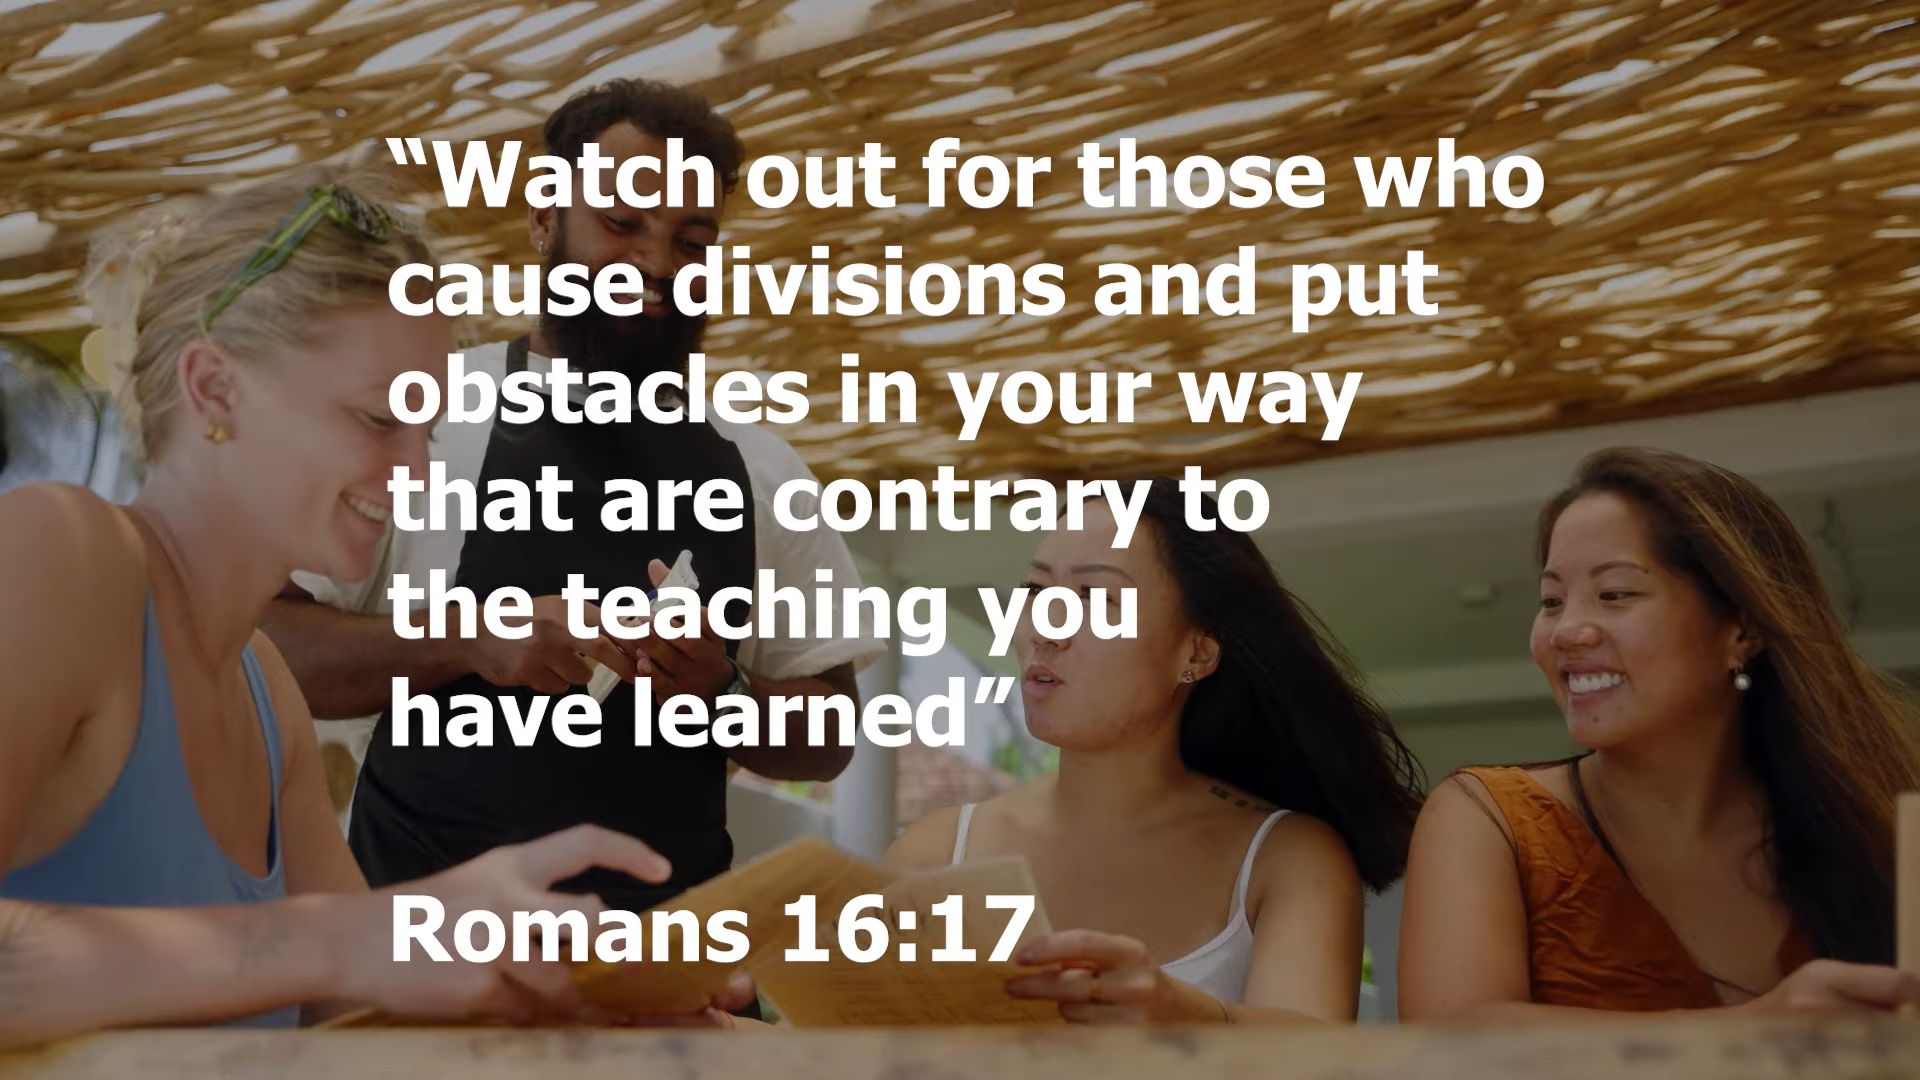 “Watch out for those who
cause divisions and put
obstacles in your way
that are contrary to
the teaching you
have learned”
Romans 16:17